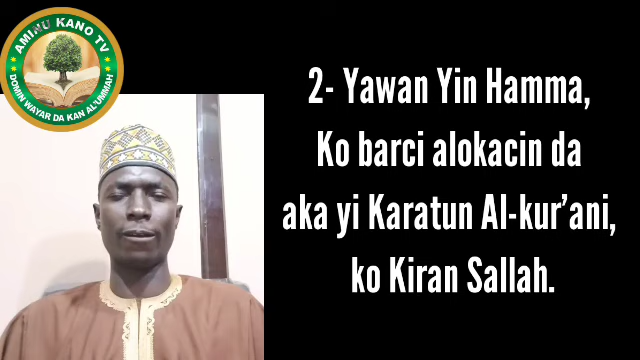 AMINU KANO TV
DOMIN WAYAR DA KAN AL'UMMAH
2- Yawan Yin Hamma,
Ko barci alokacin da
aka yi Karatun Al-kur'ani,
ko Kiran Sallah.